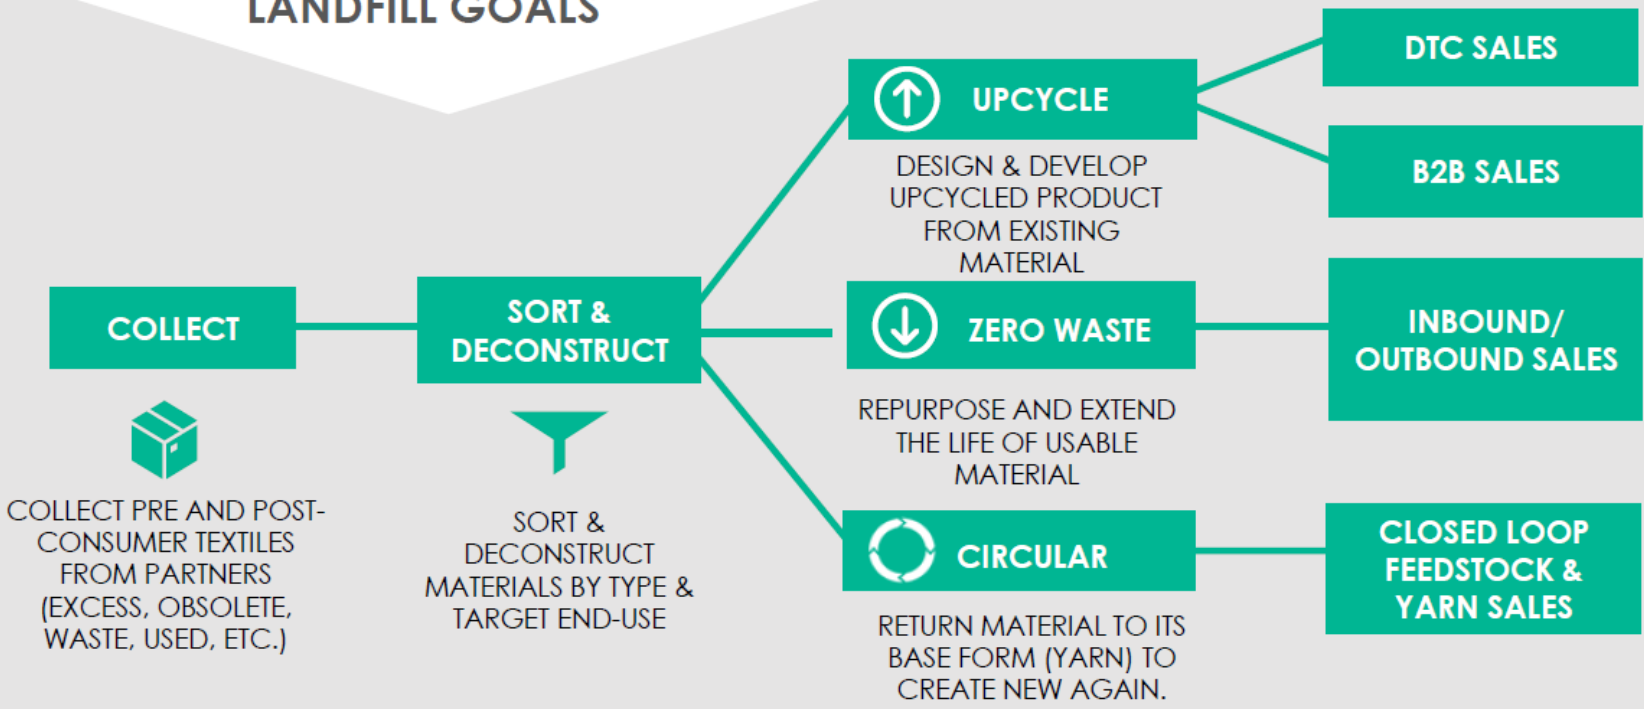 LANDFILL GOALS
COLLECT
COLLECT PRE AND POST-
CONSUMER TEXTILES
FROM PARTNERS
(EXCESS, OBSOLETE,
WASTE, USED, ETC.)
SORT &
DECONSTRUCT
SORT &
DECONSTRUCT
MATERIALS BY TYPE &
TARGET END-USE
UPCYCLE
DESIGN & DEVELOP
UPCYCLED PRODUCT
FROM EXISTING
MATERIAL
DTC SALES
B2B SALES
ZERO WASTE
REPURPOSE AND EXTEND
THE LIFE OF USABLE
MATERIAL
INBOUND/
OUTBOUND SALES
CIRCULAR
RETURN MATERIAL TO ITS
BASE FORM (YARN) TO
CREATE NEW AGAIN.
CLOSED LOOP
FEEDSTOCK &
YARN SALES